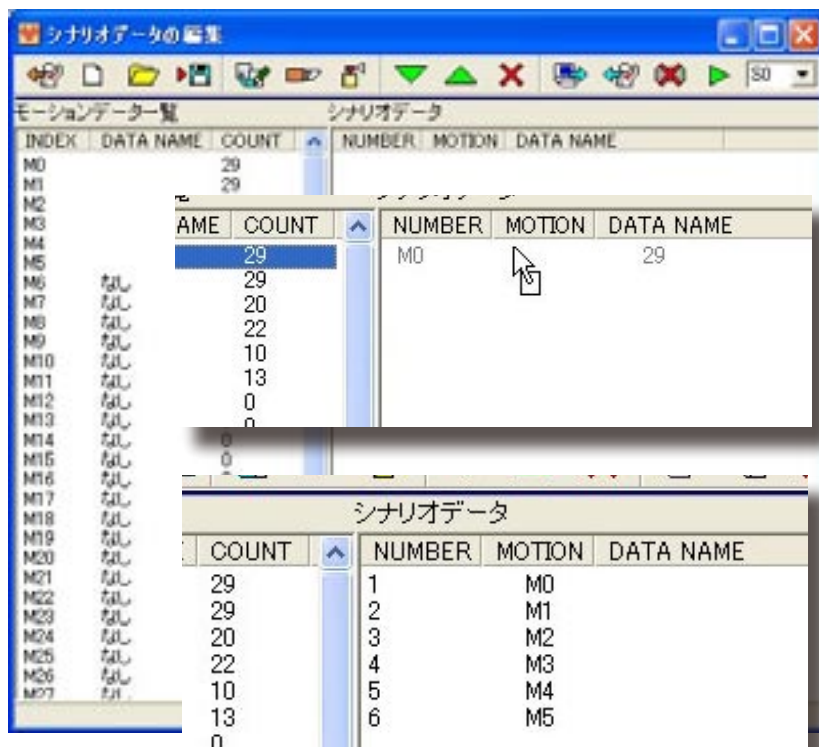 シナリオデータの編集
S0
モーションデータ一覧 シナリオデータ
INDEX DATA NAME COUNT NUMBER MOTION DATA NAME
M0 29
M1 29
M2
M3
M4
M5
M6 なし
M7 なし
M8 なし
M9 なし
M10 なし
M11 なし
M12 なし
M13 なし
M14 なし 0
M15 なし 0
M16 なし
M17 なし
M18 なし
M19 なし
M20 なし
M21 なし
M22 なし
M23 なし
M24 なし
M25 なし
M26 なし
M27 なし
AME COUNT NUMBER MOTION DATA NAME
29 M0 29
29
20
22
10
13
0
0
シナリオデータ
COUNT NUMBER MOTION DATA NAME
29 1 M0
29 2 M1
20 3 M2
22 4 M3
10 5 M4
13 6 M5
0